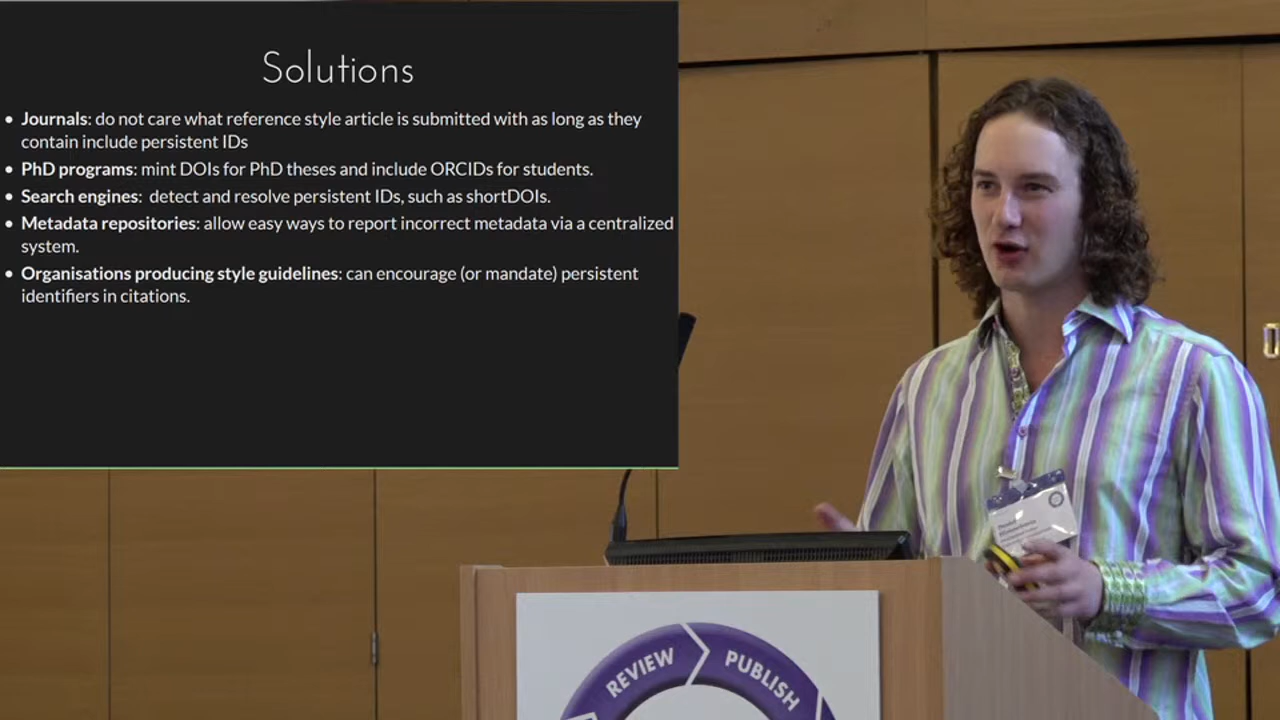 Solutions
• Journals: do not care what reference style article is submitted with as long as they
contain include persistent IDs
• PhD programs: mint DOIs for PhD theses and include ORCIDs for students.
• Search engines: detect and resolve persistent IDs, such as shortDOIs.
• Metadata repositories: allow easy ways to report incorrect metadata via a centralized
system.
• Organisations producing style guidelines: can encourage (or mandate) persistent
identifiers in citations.
REVIEW
PUBLISH